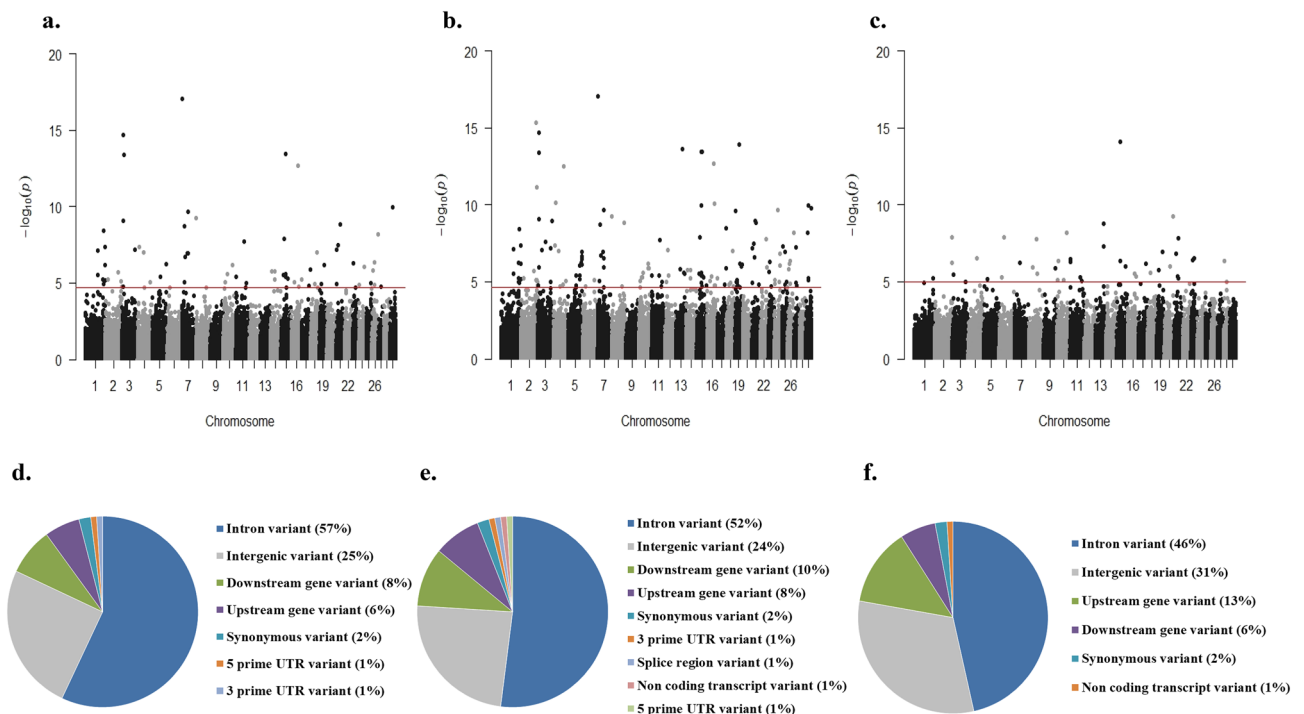 a.
20
15
10
5
0
−log10(p)
1 2 3 5 7 9 11 13 16 19 22 26
Chromosome
b.
20
15
10
5
0
−log10(p)
1 2 3 5 7 9 11 13 16 19 22 26
Chromosome
c.
20
15
10
5
0
−log10(p)
1 3 5 7 9 11 13 16 19 22 26
Chromosome
d.
Intron variant (57%)
Intergenic variant (25%)
Downstream gene variant (8%)
Upstream gene variant (6%)
Synonymous variant (2%)
5 prime UTR variant (1%)
3 prime UTR variant (1%)
e.
Intron variant (52%)
Intergenic variant (24%)
Downstream gene variant (10%)
Upstream gene variant (8%)
Synonymous variant (2%)
3 prime UTR variant (1%)
Splice region variant (1%)
Non coding transcript variant (1%)
5 prime UTR variant (1%)
f.
Intron variant (46%)
Intergenic variant (31%)
Upstream gene variant (13%)
Downstream gene variant (6%)
Synonymous variant (2%)
Non coding transcript variant (1%)